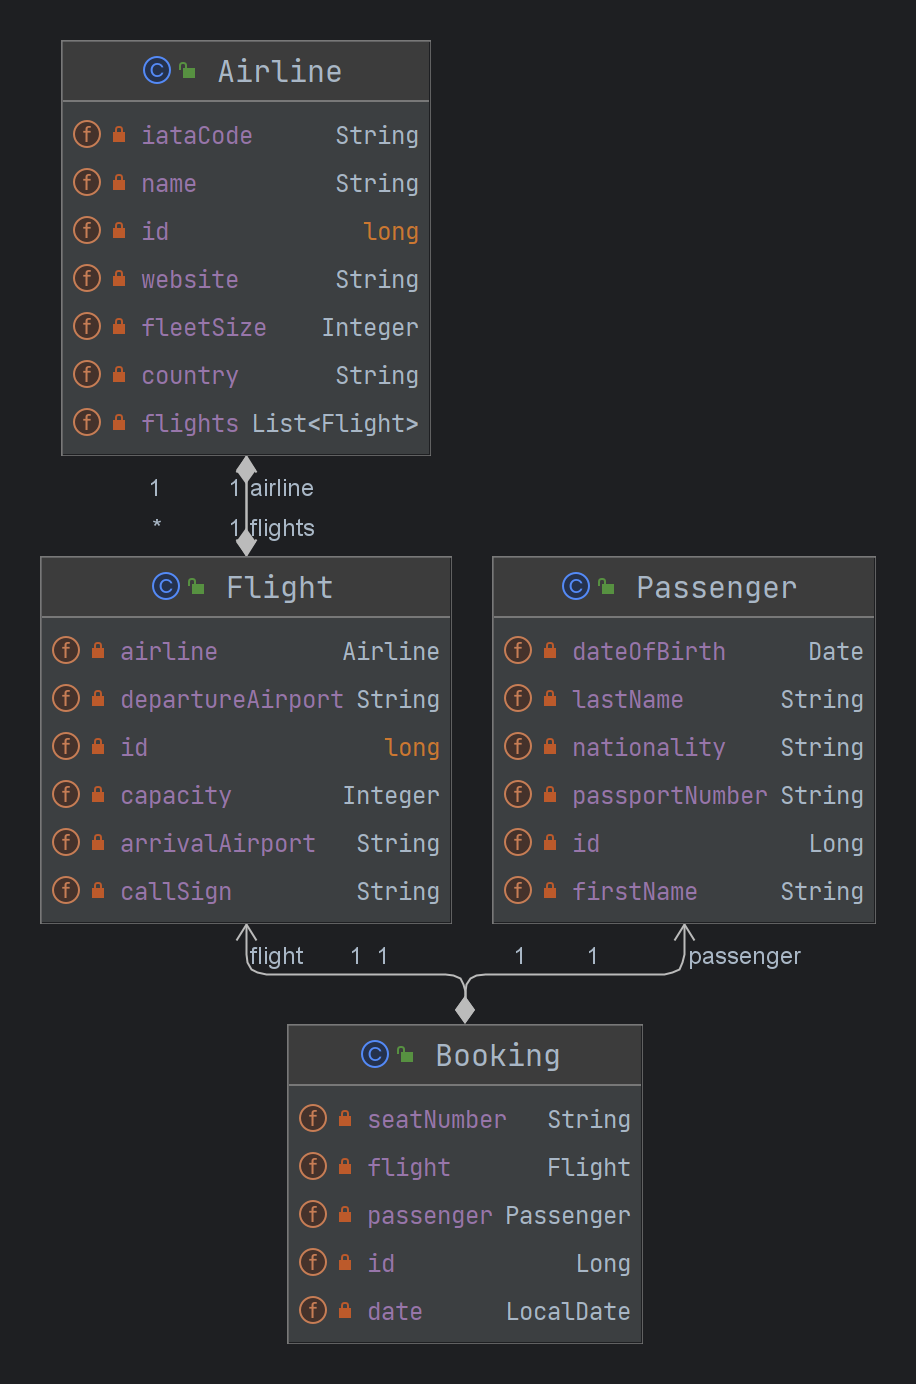 Airline
iataCode String
name String
id long
website String
fleetSize Integer
country String
flights List<Flight>
1 1 airline
* 1 flights
Flight
airline Airline
departureAirport String
id long
capacity Integer
arrivalAirport String
callSign String
Passenger
dateOfBirth Date
lastName String
nationality String
passportNumber String
id Long
firstName String
flight 1 1 1 1 passenger
Booking
seatNumber String
flight Flight
passenger Passenger
id Long
date LocalDate